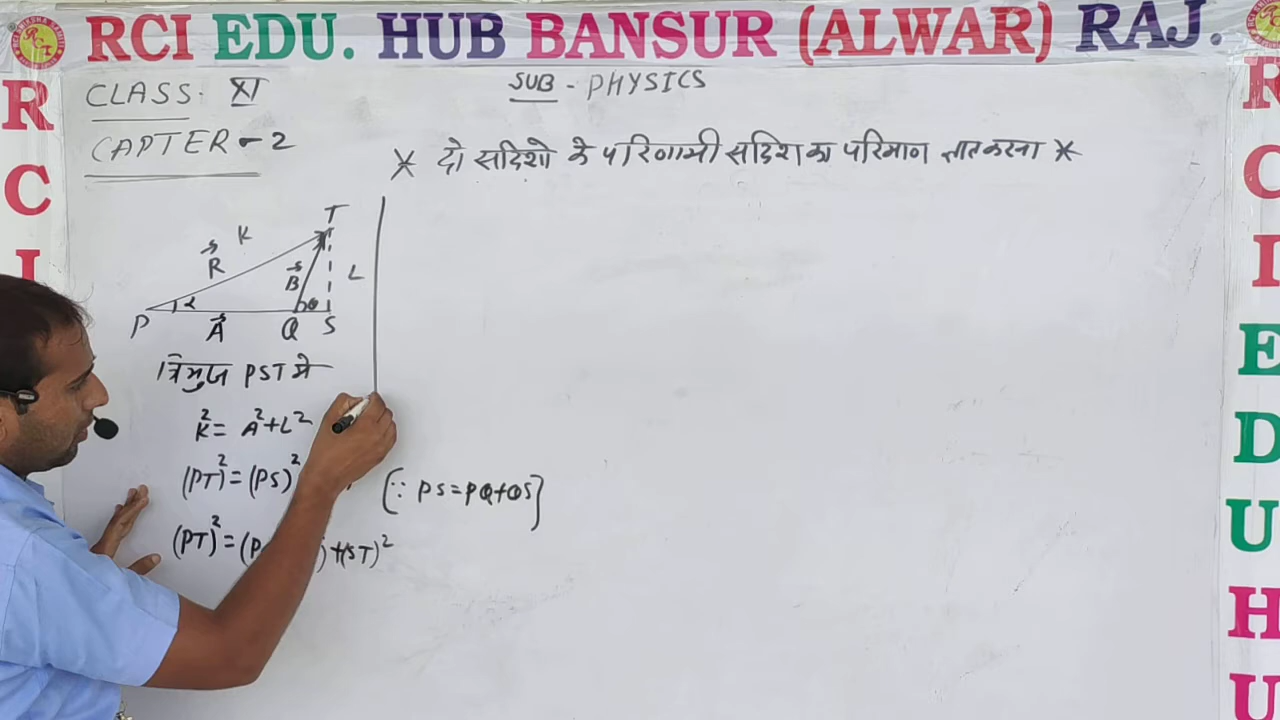 RCI EDU. HUB BANSUR (ALWAR) RAJ.
CLASS. XI
SUB - PHYSICS
CAPTER - 2
* दो सदिशो के परिणामी सदिश का परिमाण ज्ञात करना *
T
K
R
B
L
α
θ
P
A
Q
S
त्रिभुज PST मे
K²= A²+L²
(PT)²=(PS)²
(∵ PS=PQ+QS]
(PT)²=(P )+(ST)²
R
C
I
R
C
I
E
D
U
H
U